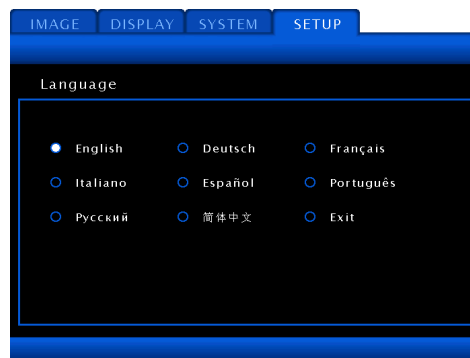 IMAGE DISPLAY SYSTEM SETUP
Language
English Deutsch Français
Italiano Español Português
Русский 简体中文 Exit